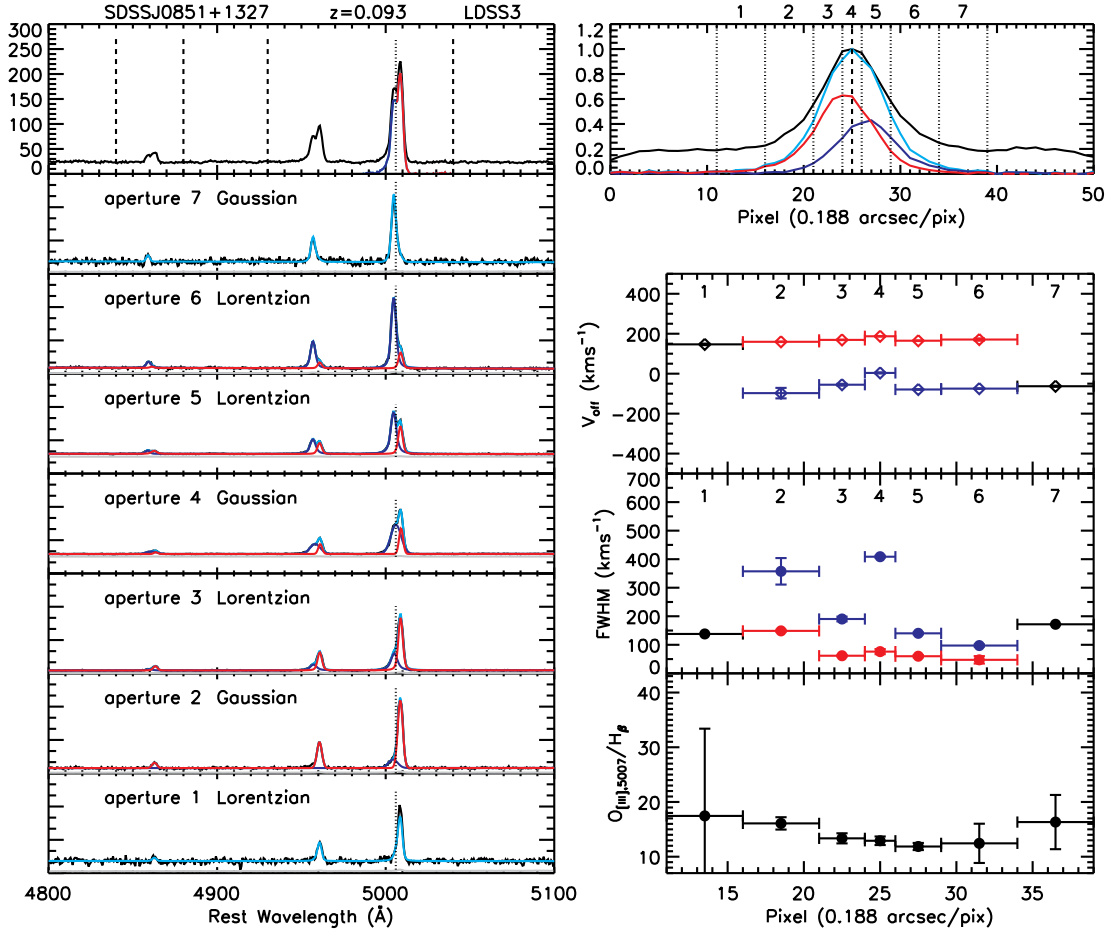 SDSSJ0851+1327 z=0.093 LDSS3
300
250
200
150
100
50
0
aperture 7 Gaussian
aperture 6 Lorentzian
aperture 5 Lorentzian
aperture 4 Gaussian
aperture 3 Lorentzian
aperture 2 Gaussian
aperture 1 Lorentzian
4800 4900 5000 5100
Rest Wavelength (Å)
1 2 3 4 5 6 7
1.2
1.0
0.8
0.6
0.4
0.2
0.0
0 10 20 30 40 50
Pixel (0.188 arcsec/pix)
400
200
0
-200
-400
Voff (kms⁻¹)
1 2 3 4 5 6 7
700
600
500
400
300
200
100
0
FWHM (kms⁻¹)
1 2 3 4 5 6 7
40
30
20
10
O[III],5007/Hβ
15 20 25 30 35
Pixel (0.188 arcsec/pix)